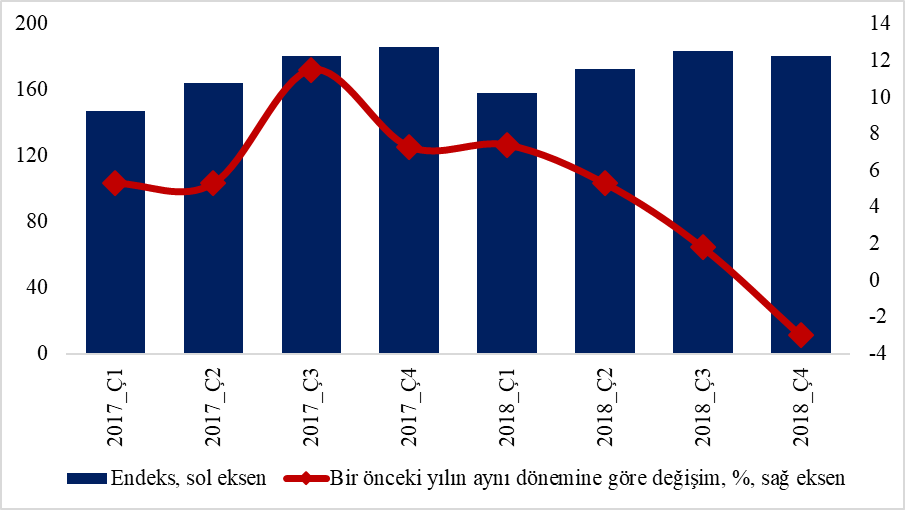 200
160
120
80
40
0
14
12
10
8
6
4
2
0
-2
-4
2017_Ç1
2017_Ç2
2017_Ç3
2017_Ç4
2018_Ç1
2018_Ç2
2018_Ç3
2018_Ç4
Endeks, sol eksen
Bir önceki yılın aynı dönemine göre değişim, %, sağ eksen